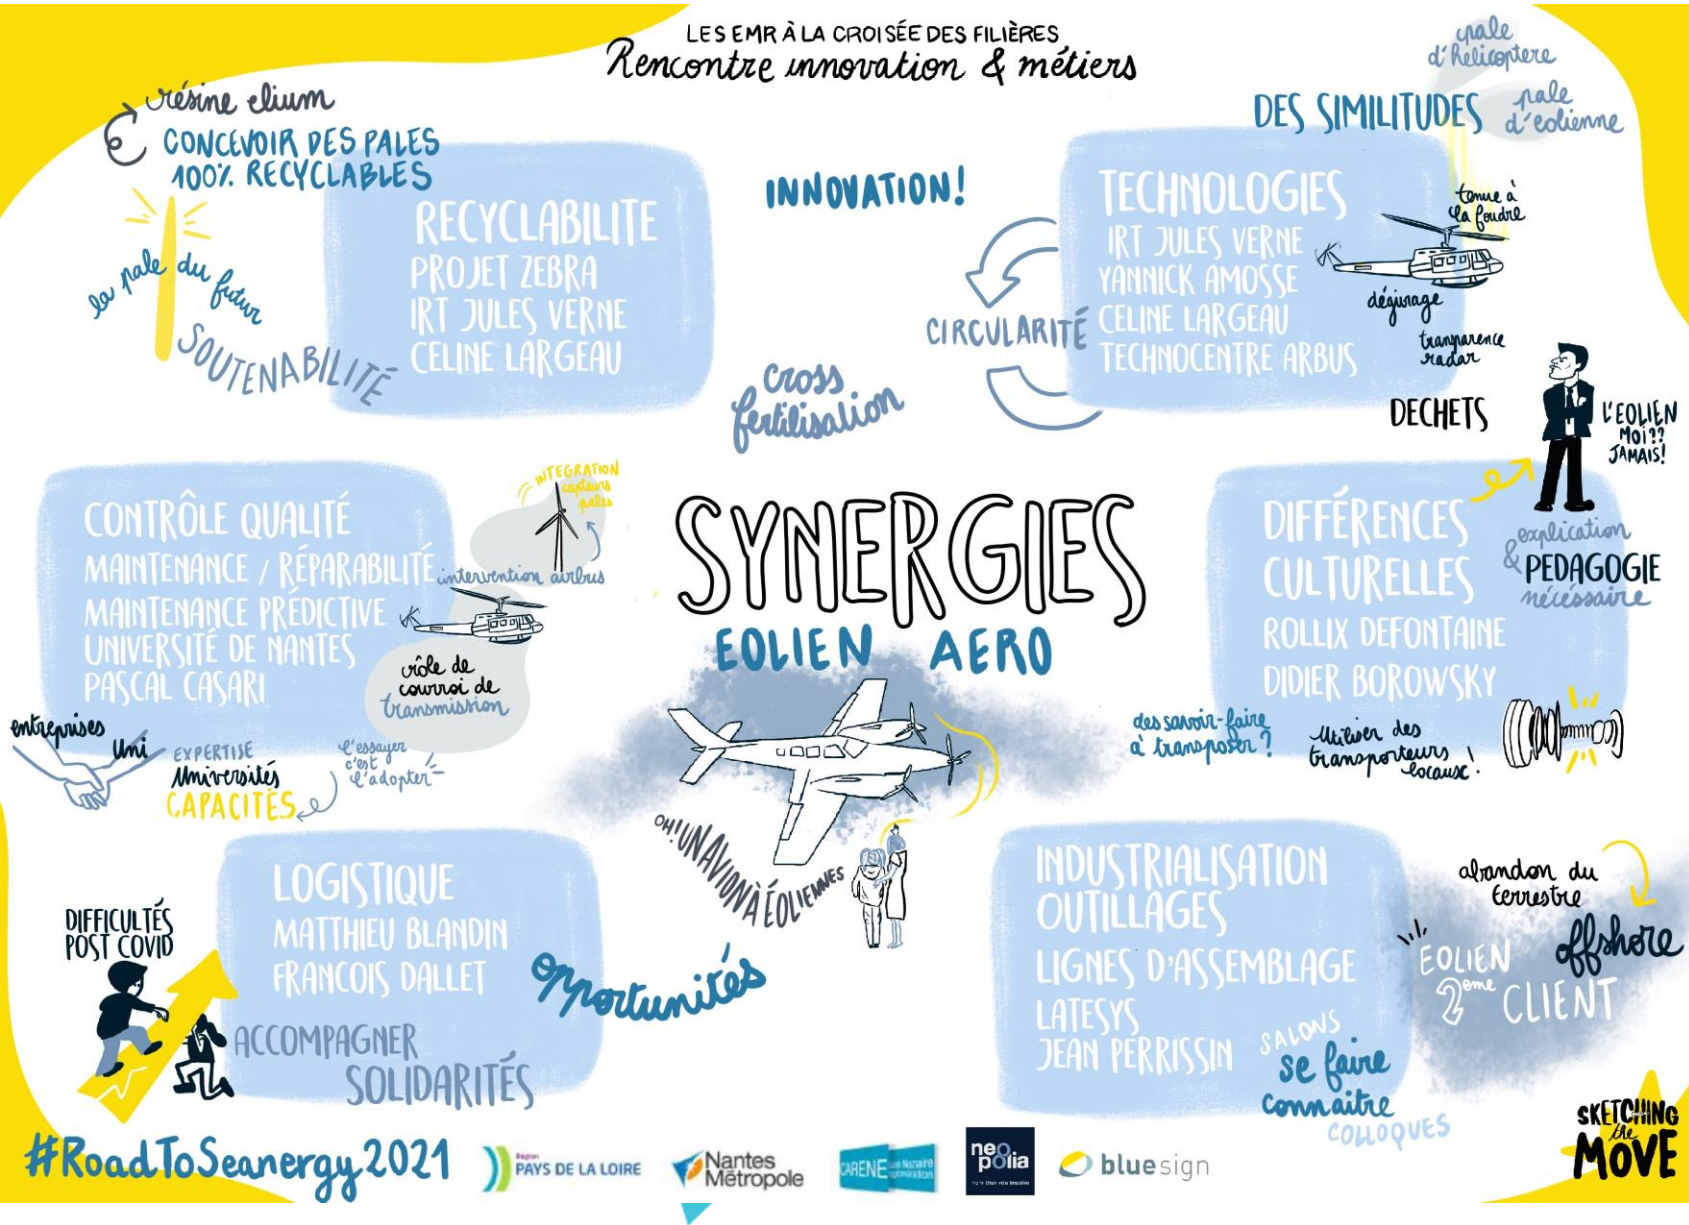 LES EMR À LA CROISÉE DES FILIÈRES
Rencontre innovation & métiers
résine elium
CONCEVOIR DES PALES
100% RECYCLABLES
la pale du futur
SOUTENABILITÉ
RECYCLABILITE
PROJET ZEBRA
IRT JULES VERNE
CELINE LARGEAU
INNOVATION!
cross
fertilisation
CIRCULARITÉ
pale
d'hélicoptere
DES SIMILITUDES
pale
d'eolienne
TECHNOLOGIES
IRT JULES VERNE
YANNICK AMOSSE
CELINE LARGEAU
TECHNOCENTRE ARBUS
tenue à
la foudre
dégivrage
transparence
radar
DECHETS
L'EOLIEN
MOI??
JAMAIS!
CONTRÔLE QUALITÉ
MAINTENANCE / RÉPARABILITÉ
MAINTENANCE PRÉDICTIVE
UNIVERSITÉ DE NANTES
PASCAL CASARI
INTEGRATION
capteurs
pales
intervention airbus
rôle de
courroi de
transmission
entreprises
Uni
EXPERTISE
Universités
CAPACITÉS
l'essayer
c'est
l'adopter
SYNERGIES
EOLIEN AERO
OH! UN AVION À ÉOLIENNES
DIFFÉRENCES
CULTURELLES
ROLLIX DEFONTAINE
DIDIER BOROWSKY
explication
& PEDAGOGIE
nécessaire
des savoir-faire
à transposer?
Utiliser des
transporteurs
locaux!
DIFFICULTÉS
POST COVID
LOGISTIQUE
MATTHIEU BLANDIN
FRANCOIS DALLET
ACCOMPAGNER
SOLIDARITÉS
opportunités
INDUSTRIALISATION
OUTILLAGES
LIGNES D'ASSEMBLAGE
LATESYS
JEAN PERRISSIN
SALONS
se faire
connaitre
COLLOQUES
abandon du
terrestre
offshore
EOLIEN
2eme CLIENT
#RoadToSeanergy2021
Région
PAYS DE LA LOIRE
Nantes
Métropole
CARENE
neopolia
bluesign
SKETCHING
the
MOVE